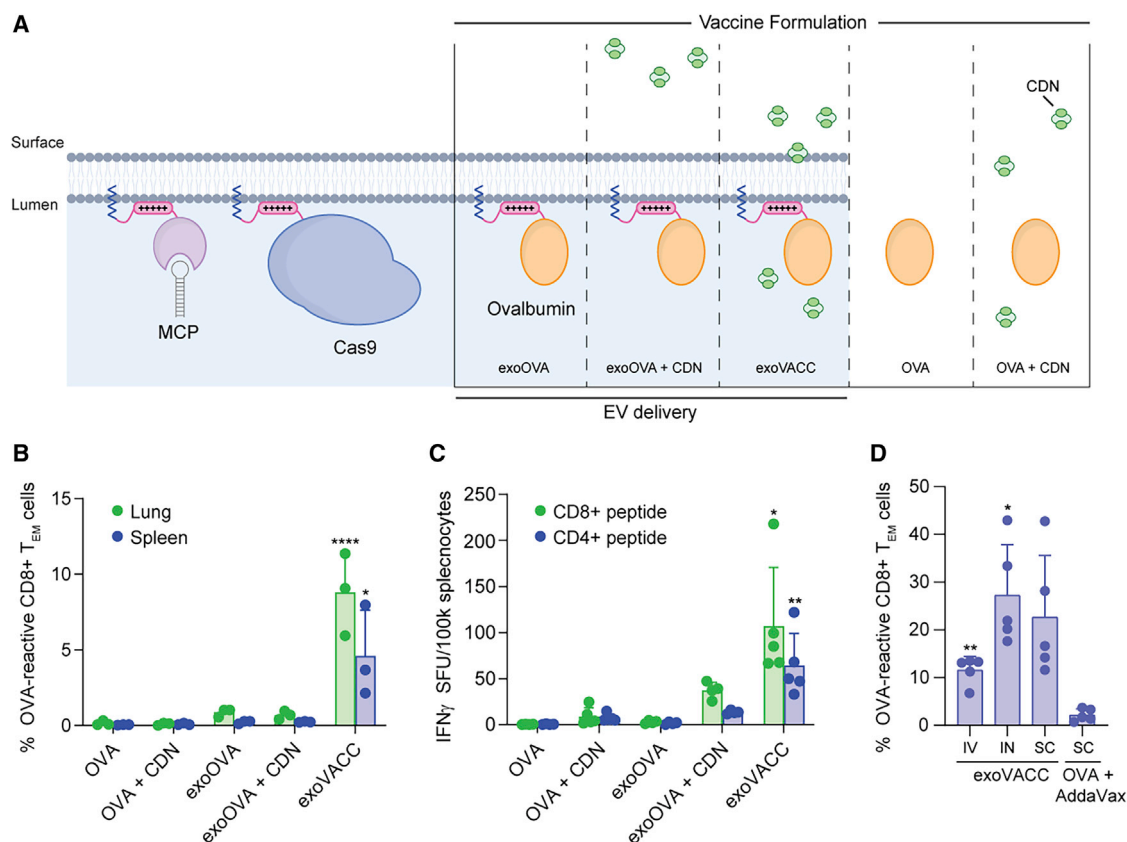 A
Vaccine Formulation
CDN
Surface
Lumen
+++++
+++++
+++++
+++++
+++++
MCP
Cas9
Ovalbumin
exoOVA
exoOVA + CDN
exoVACC
OVA
OVA + CDN
EV delivery
B
% OVA-reactive CD8+ TEM cells
15
10
5
0
Lung
Spleen
****
*
OVA
OVA + CDN
exoOVA
exoOVA + CDN
exoVACC
C
IFNγ SFU/100k splecnocytes
250
200
150
100
50
0
CD8+ peptide
CD4+ peptide
*
**
OVA
OVA + CDN
exoOVA
exoOVA + CDN
exoVACC
D
% OVA-reactive CD8+ TEM cells
50
40
30
20
10
0
**
*
IV
IN
SC
SC
exoVACC
OVA +
AddaVax